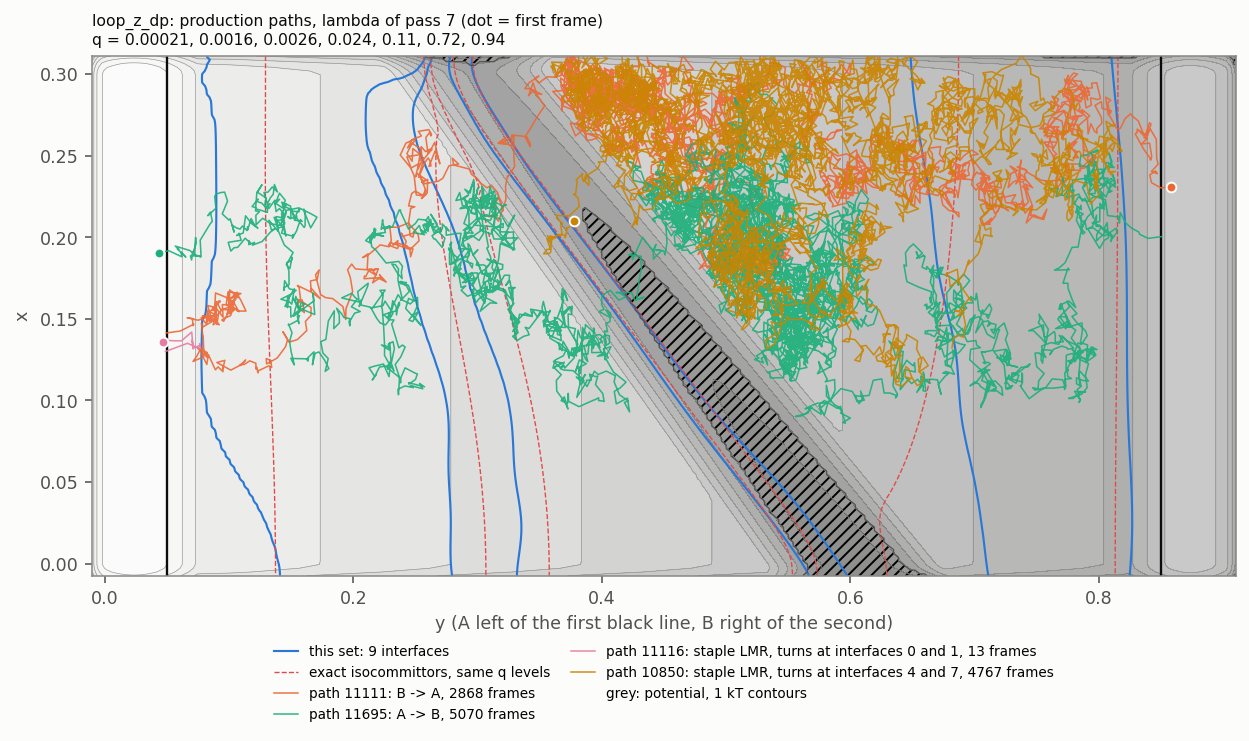 loop_z_dp: production paths, lambda of pass 7 (dot = first frame)
q = 0.00021, 0.0016, 0.0026, 0.024, 0.11, 0.72, 0.94
0.30
0.25
0.20
0.15
0.10
0.05
0.00
x
0.0 0.2 0.4 0.6 0.8
y (A left of the first black line, B right of the second)
this set: 9 interfaces
exact isocommittors, same q levels
path 11111: B -> A, 2868 frames
path 11695: A -> B, 5070 frames
path 11116: staple LMR, turns at interfaces 0 and 1, 13 frames
path 10850: staple LMR, turns at interfaces 4 and 7, 4767 frames
grey: potential, 1 kT contours